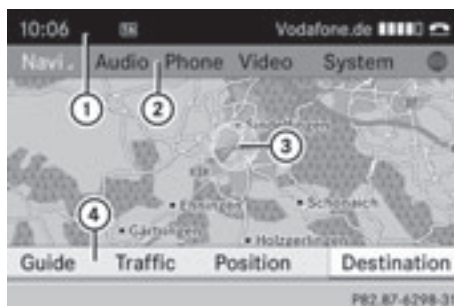 10:06 Vodafone.de
Navi Audio Phone Video System
1
2
3
4
Ehningen
Schönaich
Gärtringen
Holzgerlingen
Guide Traffic Position Destination
P82.87-6298-31